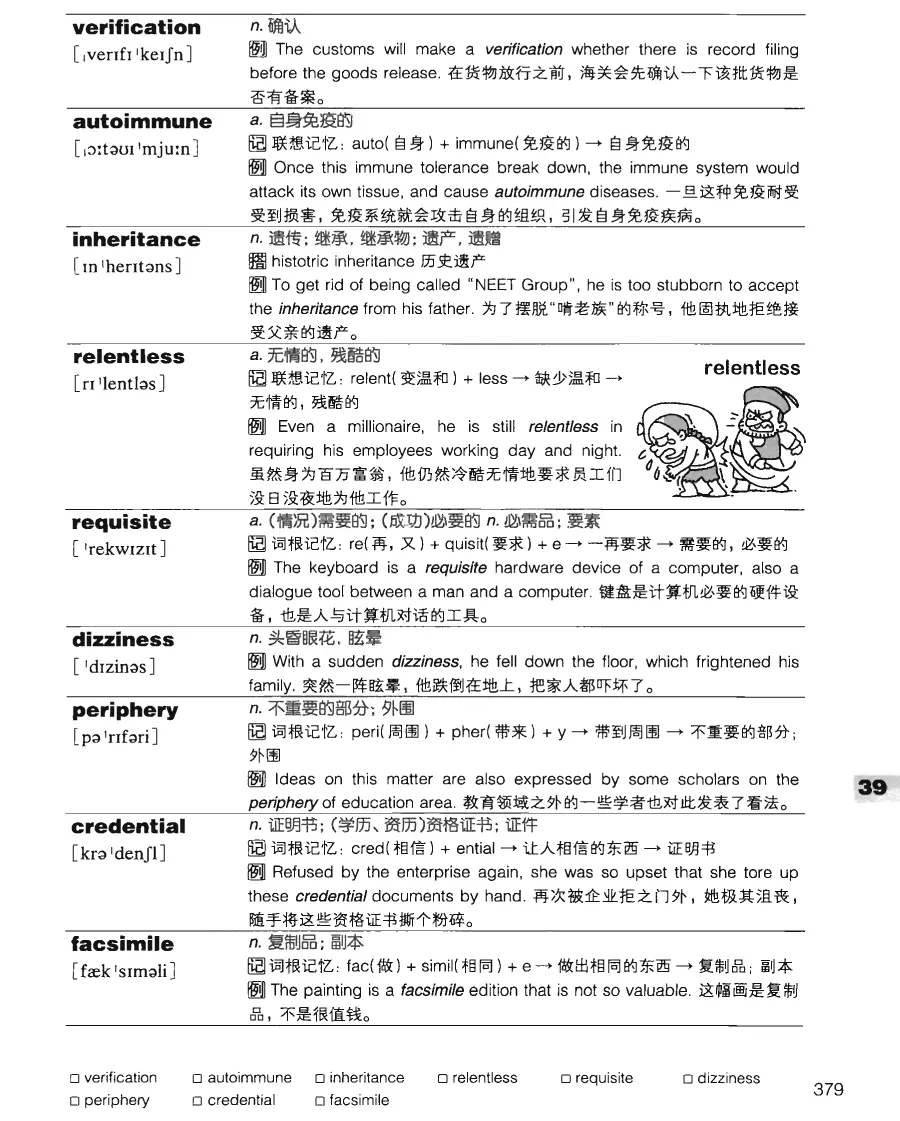 verification
[ˌverɪfɪˈkeɪʃn]
n. 确认
例 The customs will make a verification whether there is record filing
before the goods release. 在货物放行之前，海关会先确认一下该批货物是
否有备案。
autoimmune
[ˌɔːtəʊɪˈmjuːn]
a. 自身免疫的
记 联想记忆：auto(自身) + immune(免疫的) → 自身免疫的
例 Once this immune tolerance break down, the immune system would
attack its own tissue, and cause autoimmune diseases. 一旦这种免疫耐受
受到损害，免疫系统就会攻击自身的组织，引发自身免疫疾病。
inheritance
[ɪnˈherɪtəns]
n. 遗传；继承，继承物；遗产，遗赠
搭 histotric inheritance 历史遗产
例 To get rid of being called “NEET Group”, he is too stubborn to accept
the inheritance from his father. 为了摆脱“啃老族”的称号，他固执地拒绝接
受父亲的遗产。
relentless
[rɪˈlentləs]
a. 无情的，残酷的
记 联想记忆：relent(变温和) + less → 缺少温和 →
无情的，残酷的
例 Even a millionaire, he is still relentless in
requiring his employees working day and night.
虽然身为百万富翁，他仍然冷酷无情地要求员工们
没日没夜地为他工作。
relentless
requisite
[ˈrekwɪzɪt]
a. (情况)需要的；(成功)必要的 n. 必需品；要素
记 词根记忆：re(再，又) + quisit(要求) + e → 一再要求 → 需要的，必要的
例 The keyboard is a requisite hardware device of a computer, also a
dialogue tool between a man and a computer. 键盘是计算机必要的硬件设
备，也是人与计算机对话的工具。
dizziness
[ˈdɪzinəs]
n. 头昏眼花，眩晕
例 With a sudden dizziness, he fell down the floor, which frightened his
family. 突然一阵眩晕，他跌倒在地上，把家人都吓坏了。
periphery
[pəˈrɪfəri]
n. 不重要的部分；外围
记 词根记忆：peri(周围) + pher(带来) + y → 带到周围 → 不重要的部分；
外围
例 Ideas on this matter are also expressed by some scholars on the
periphery of education area. 教育领域之外的一些学者也对此发表了看法。
39
credential
[krəˈdenʃl]
n. 证明书；(学历、资历)资格证书；证件
记 词根记忆：cred(相信) + ential → 让人相信的东西 → 证明书
例 Refused by the enterprise again, she was so upset that she tore up
these credential documents by hand. 再次被企业拒之门外，她极其沮丧，
随手将这些资格证书撕个粉碎。
facsimile
[fækˈsɪməli]
n. 复制品；副本
记 词根记忆：fac(做) + simil(相同) + e → 做出相同的东西 → 复制品；副本
例 The painting is a facsimile edition that is not so valuable. 这幅画是复制
品，不是很值钱。
□ verification □ autoimmune □ inheritance □ relentless □ requisite □ dizziness
□ periphery □ credential □ facsimile
379